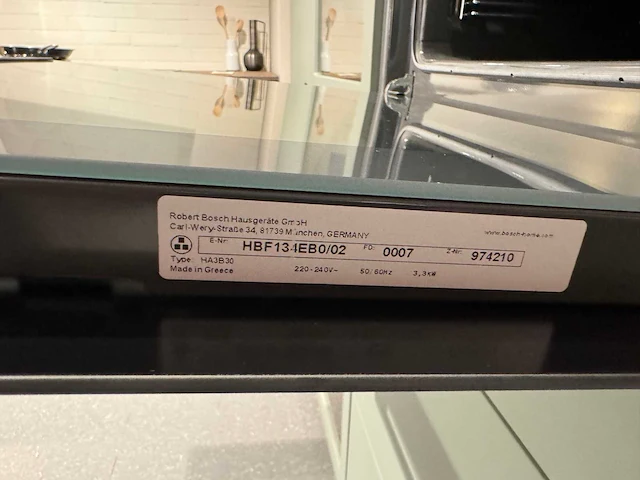 Robert Bosch Hausgeräte GmbH
Carl-Wery-Straße 34, 81739 München, GERMANY
www.bosch-home.com
E-Nr. HBF134EB0/02 FD: 0007 Z-Nr. 974210
Type: HA3B30
Made in Greece 220-240V~ 50/60Hz 3,3kW